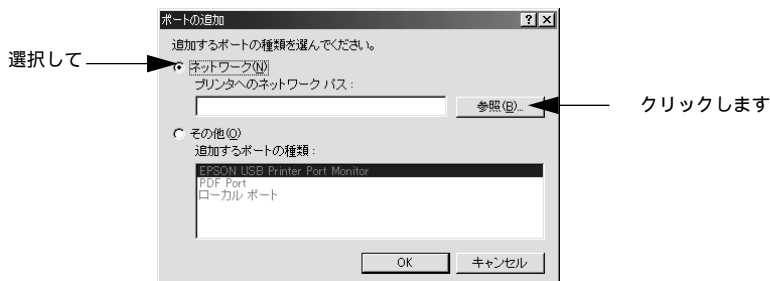 ポートの追加
追加するポートの種類を選んでください。
選択して
ネットワーク(N)
プリンタへのネットワーク パス：
参照(B)...
クリックします
その他(O)
追加するポートの種類：
EPSON USB Printer Port Monitor
PDF Port
ローカル ポート
OK
キャンセル